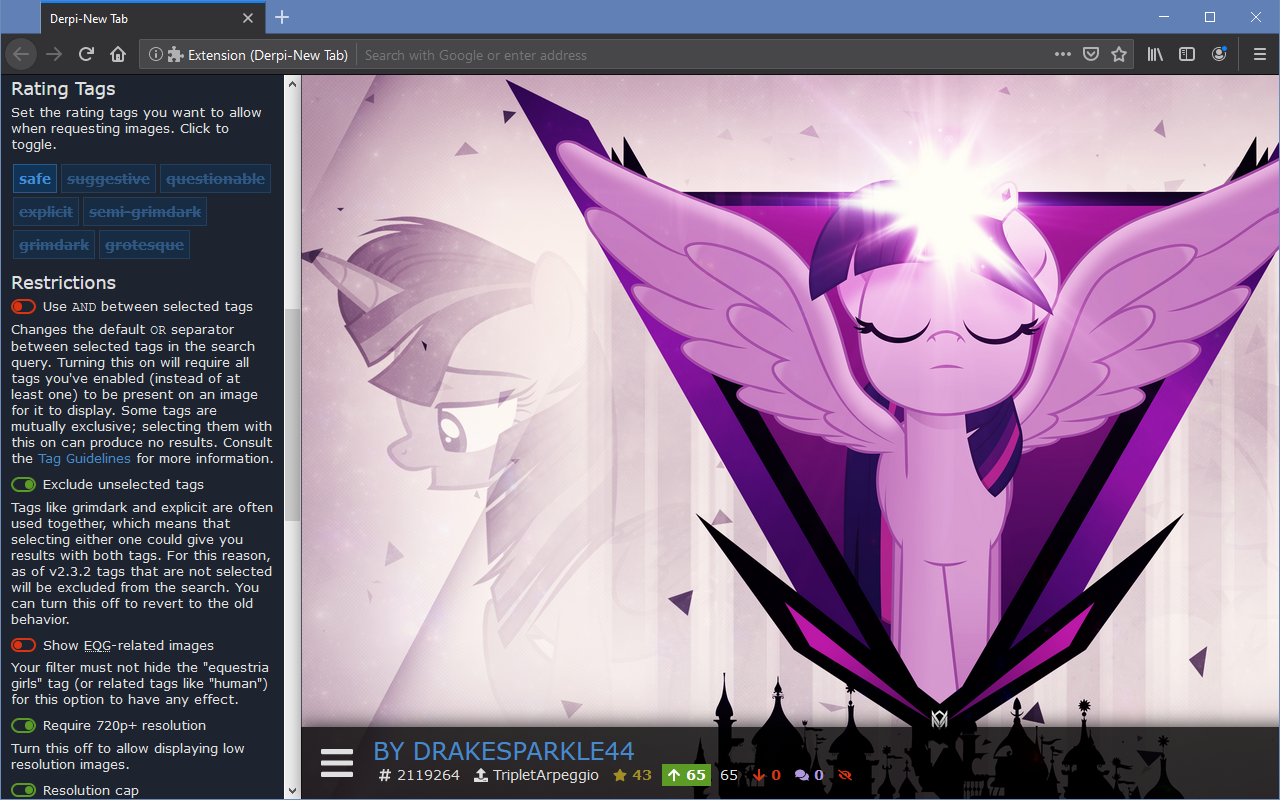 Derpi-New Tab
Extension (Derpi-New Tab)
Search with Google or enter address
Rating Tags
Set the rating tags you want to allow
when requesting images. Click to
toggle.
safe suggestive questionable
explicit semi-grimdark
grimdark grotesque
Restrictions
Use AND between selected tags
Changes the default OR separator
between selected tags in the search
query. Turning this on will require all
tags you've enabled (instead of at
least one) to be present on an image
for it to display. Some tags are
mutually exclusive; selecting them with
this on can produce no results. Consult
the Tag Guidelines for more information.
Exclude unselected tags
Tags like grimdark and explicit are often
used together, which means that
selecting either one could give you
results with both tags. For this reason,
as of v2.3.2 tags that are not selected
will be excluded from the search. You
can turn this off to revert to the old
behavior.
Show EQG-related images
Your filter must not hide the "equestria
girls" tag (or related tags like "human")
for this option to have any effect.
Require 720p+ resolution
Turn this off to allow displaying low
resolution images.
Resolution cap
BY DRAKESPARKLE44
# 2119264 TripletArpeggio 43 65 65 0 0